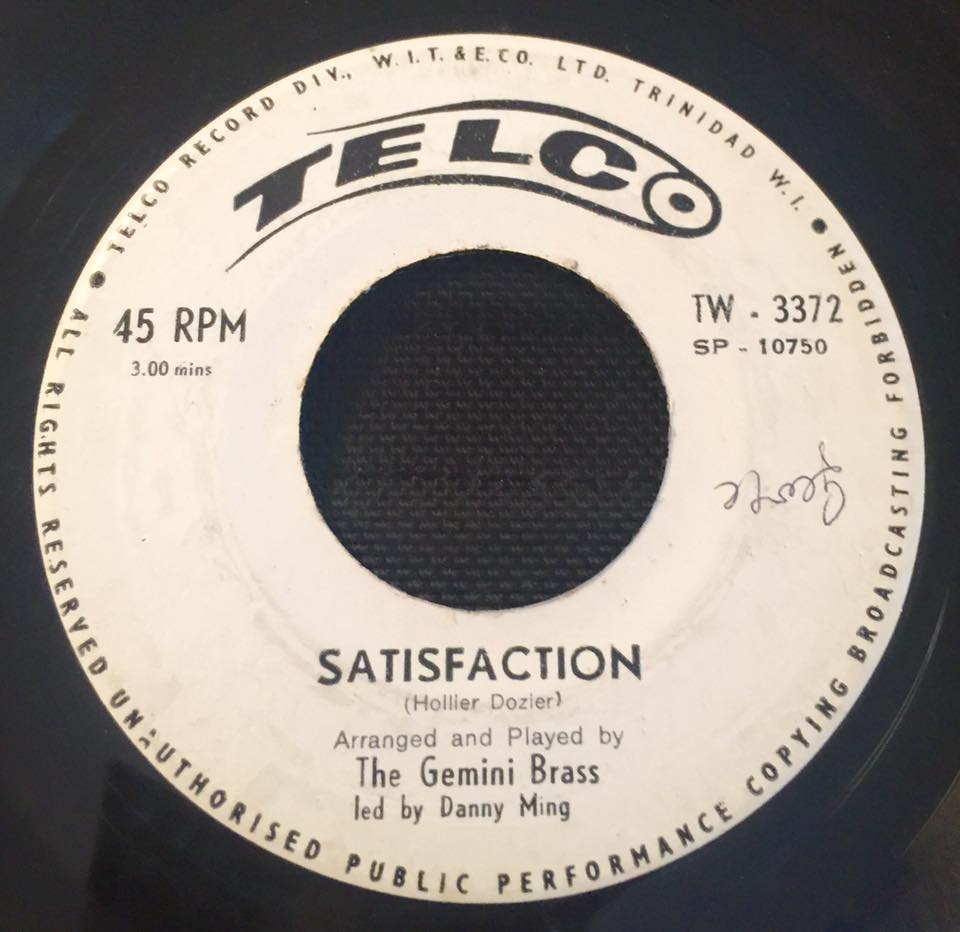 ● TELCO RECORD DIV., W.I.T. & E. CO. LTD. TRINIDAD W.I. ●
TELCO
45 RPM
3.00 mins
TW - 3372
SP - 10750
George
SATISFACTION
(Hollier Dozier)
Arranged and Played by
The Gemini Brass
led by Danny Ming
ALL RIGHTS RESERVED UNAUTHORISED PUBLIC PERFORMANCE COPYING BROADCASTING FORBIDDEN